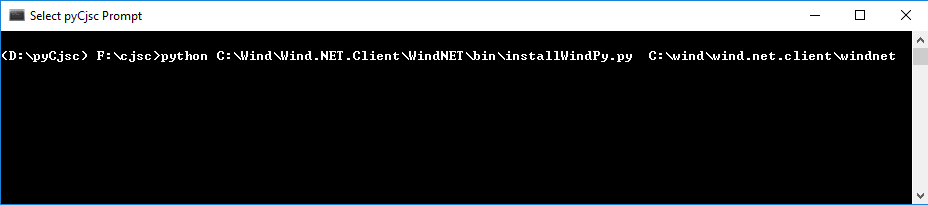 Select pyCjsc Prompt
(D:\pyCjsc) F:\cjsc>python C:\Wind\Wind.NET.Client\WindNET\bin\installWindPy.py  C:\wind\wind.net.client\windnet